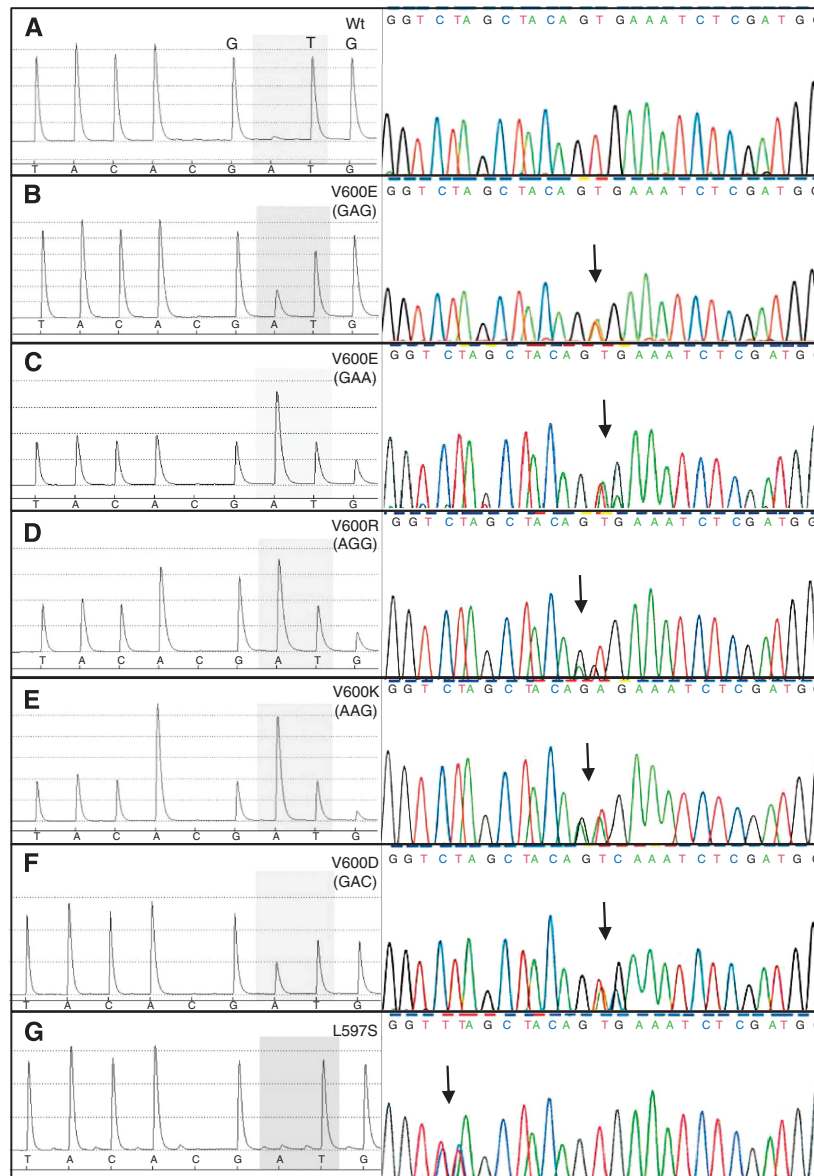 A
Wt
G T G
T A C A C G A T G
G G T C T A G C T A C A G T G A A A T C T C G A T G
B
V600E
(GAG)
T A C A C G A T G
G G T C T A G C T A C A G T G A A A T C T C G A T G
C
V600E
(GAA)
T A C A C G A T G
G G T C T A G C T A C A G T G A A A T C T C G A T G
D
V600R
(AGG)
T A C A C G A T G
G G T C T A G C T A C A G T G A A A T C T C G A T G G
E
V600K
(AAG)
T A C A C G A T G
G G T C T A G C T A C A G A G A A A T C T C G A T G
F
V600D
(GAC)
T A C A C G A T G
G G T C T A G C T A C A G T C A A A T C T C G A T G
G
L597S
T A C A C G A T G
G G T T T A G C T A C A G T G A A A T C T C G A T G